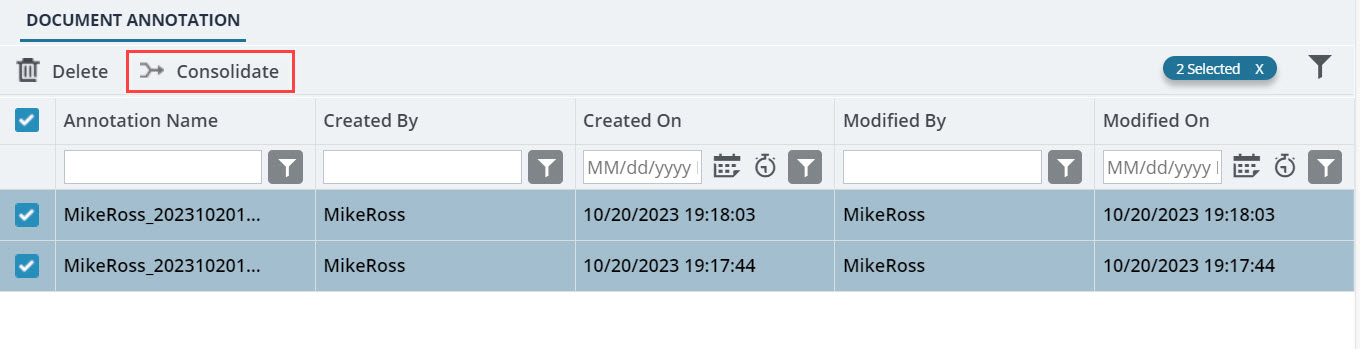 DOCUMENT ANNOTATION
Delete Consolidate 2 Selected X
Annotation Name Created By Created On Modified By Modified On
MM/dd/yyyy MM/dd/yyyy
MikeRoss_202310201... MikeRoss 10/20/2023 19:18:03 MikeRoss 10/20/2023 19:18:03
MikeRoss_202310201... MikeRoss 10/20/2023 19:17:44 MikeRoss 10/20/2023 19:17:44